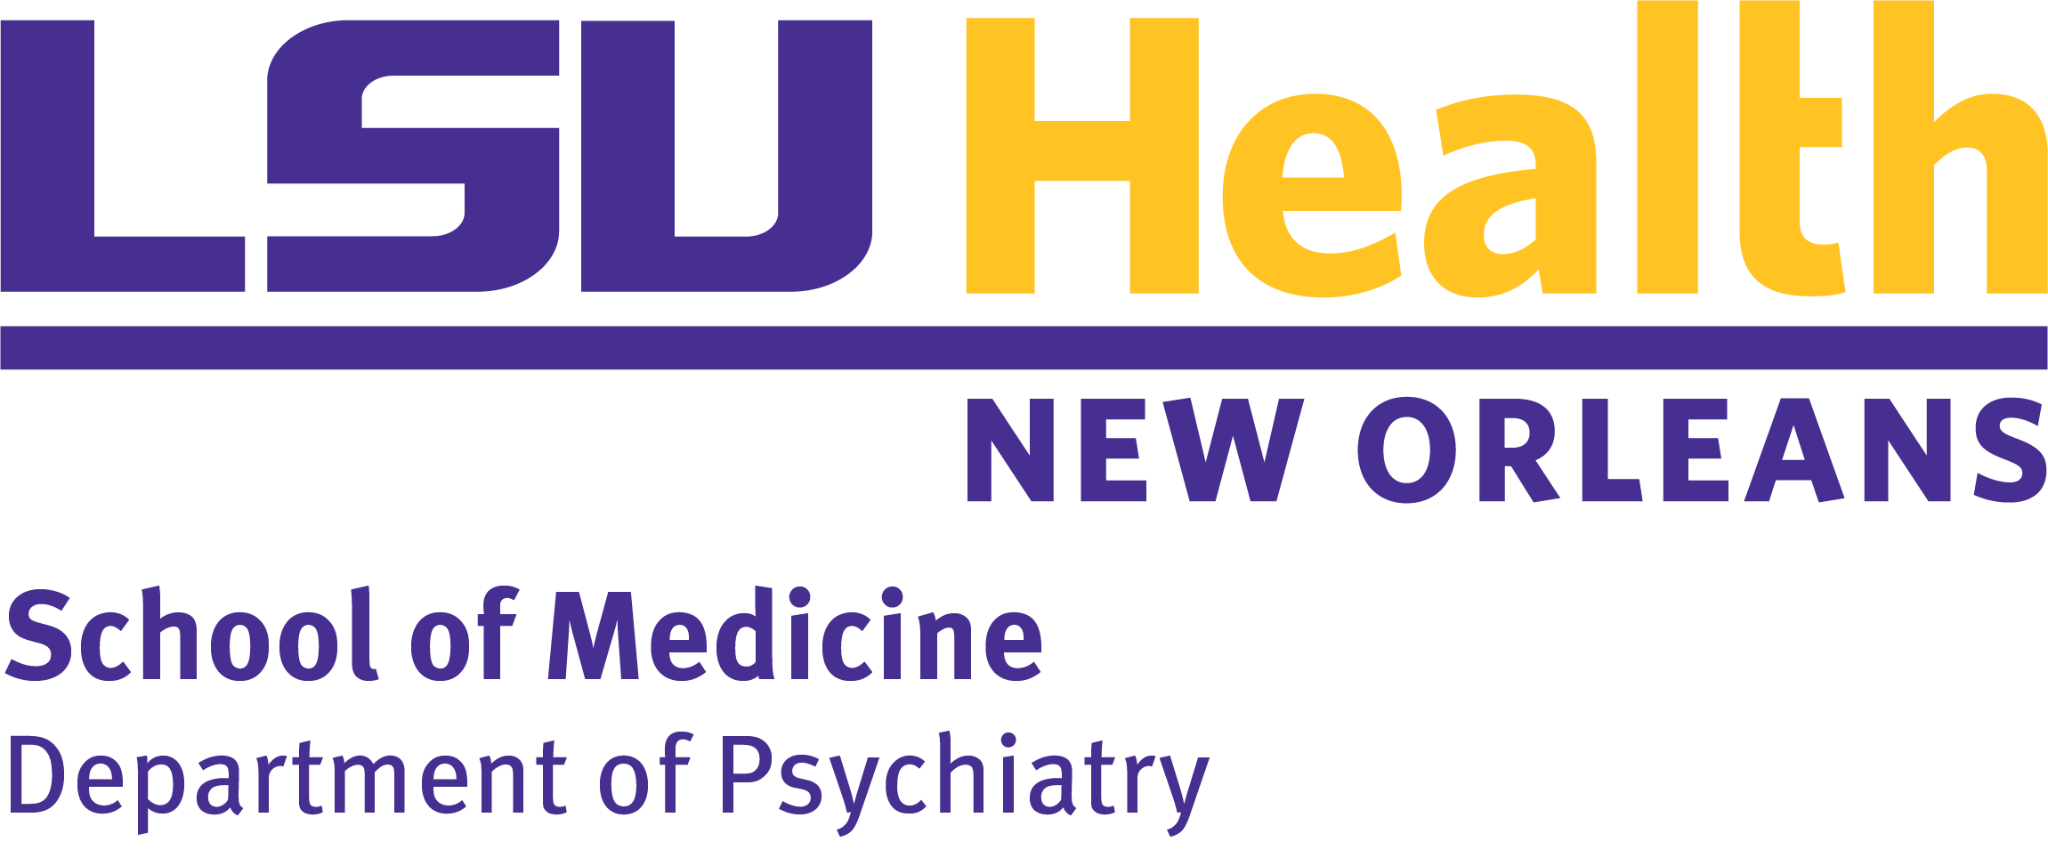 LSU Health
NEW ORLEANS
School of Medicine
Department of Psychiatry